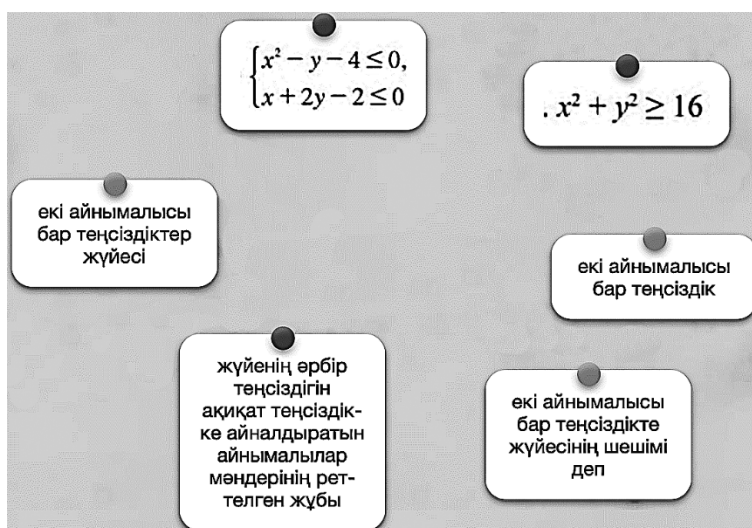 x² − y − 4 ≤ 0,
x + 2y − 2 ≤ 0
. x² + y² ≥ 16
екі айнымалысы
бар теңсіздіктер
жүйесі
екі айнымалысы
бар теңсіздік
жүйенің әрбір
теңсіздігін
ақиқат теңсіздік-
ке айналдыратын
айнымалылар
мәндерінің рет-
телген жұбы
екі айнымалысы
бар теңсіздікте
жүйесінің шешімі
деп